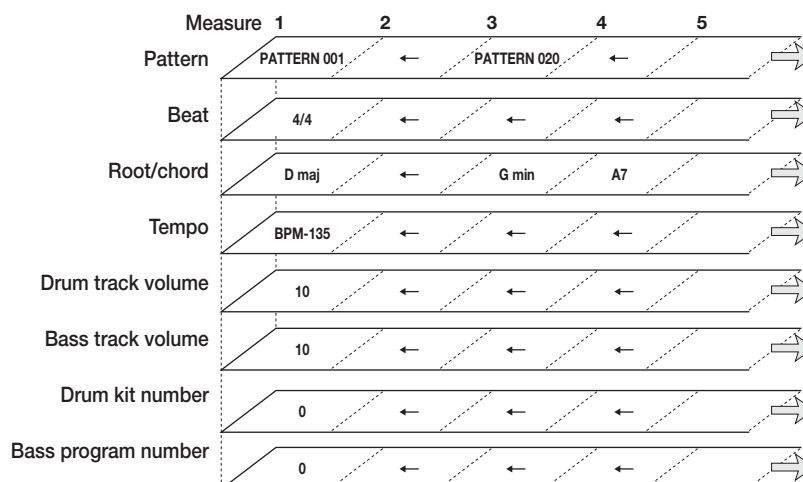 Measure 1 2 3 4 5
Pattern PATTERN 001 ← PATTERN 020 ←
Beat 4/4 ← ← ←
Root/chord D maj ← G min A7
Tempo BPM-135 ← ← ←
Drum track volume 10 ← ← ←
Bass track volume 10 ← ← ←
Drum kit number 0 ← ← ←
Bass program number 0 ← ← ←